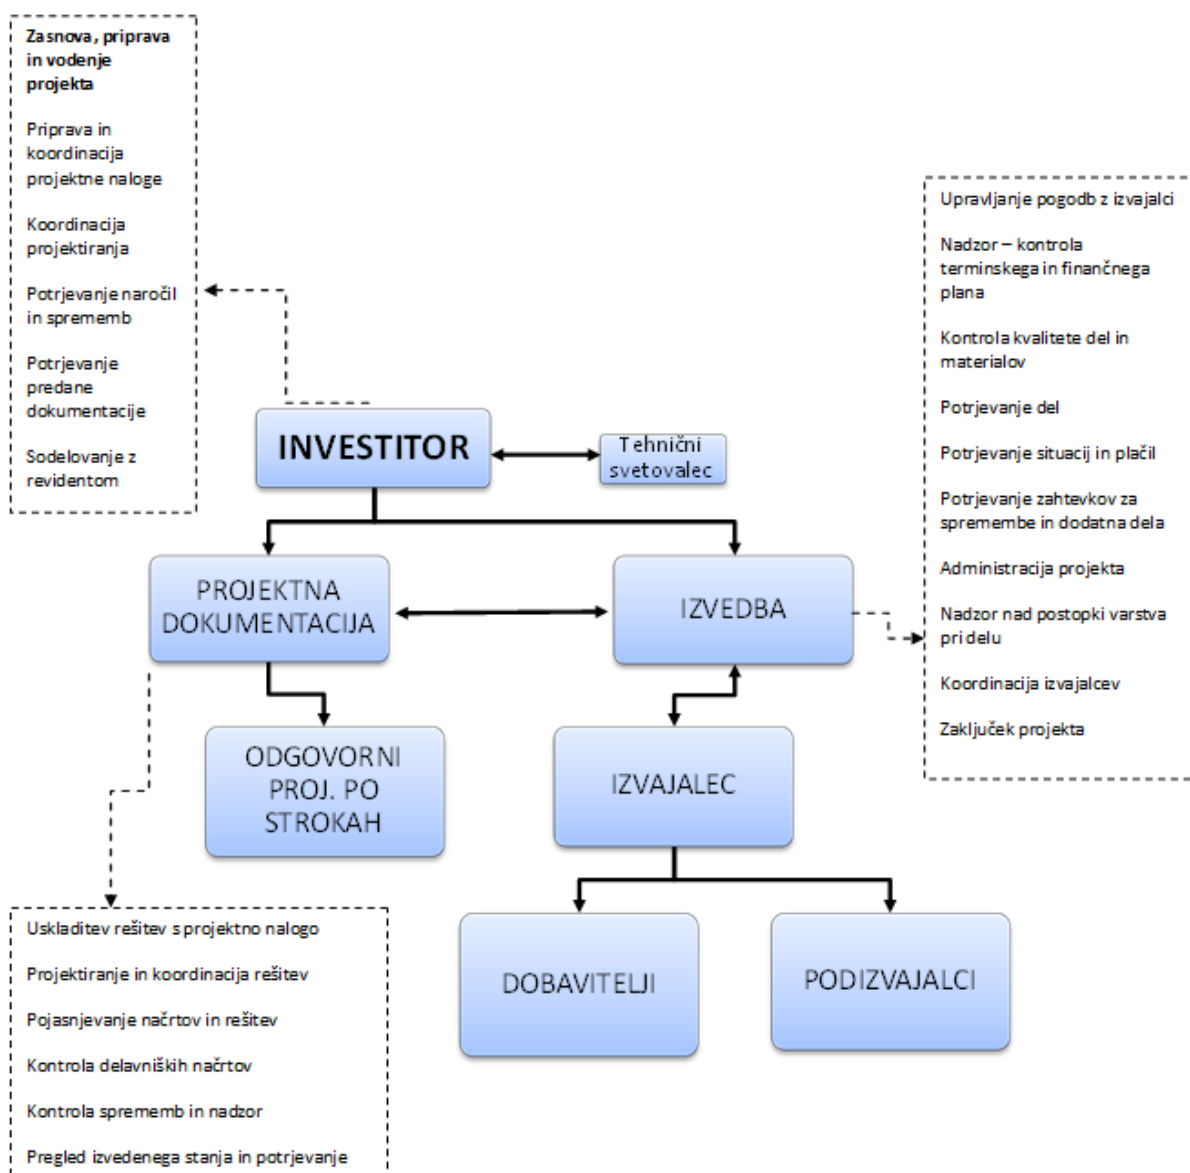 Zasnova, priprava
in vodenje
projekta
Priprava in
koordinacija
projektne naloge
Koordinacija
projektiranja
Potrjevanje naročil
in sprememb
Potrjevanje
predane
dokumentacije
Sodelovanje z
revidentom
Upravljanje pogodb z izvajalci
Nadzor – kontrola
terminskega in finančnega
plana
Kontrola kvalitete del in
materialov
Potrjevanje del
Potrjevanje situacij in plačil
Potrjevanje zahtevkov za
spremembe in dodatna dela
Administracija projekta
Nadzor nad postopki varstva
pri delu
Koordinacija izvajalcev
Zaključek projekta
INVESTITOR
Tehnični
svetovalec
PROJEKTNA
DOKUMENTACIJA
IZVEDBA
ODGOVORNI
PROJ. PO
STROKAH
IZVAJALEC
DOBAVITELJI
PODIZVAJALCI
Uskladitev rešitev s projektno nalogo
Projektiranje in koordinacija rešitev
Pojasnjevanje načrtov in rešitev
Kontrola delavniških načrtov
Kontrola sprememb in nadzor
Pregled izvedenega stanja in potrjevanje